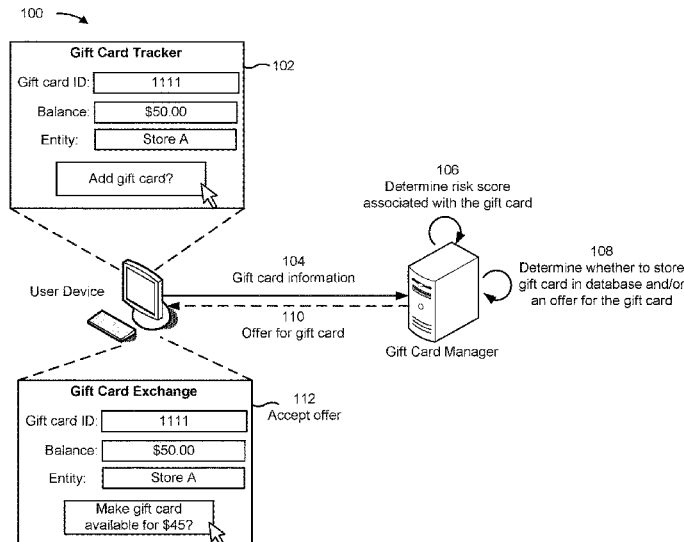 100
Gift Card Tracker
102
Gift card ID: 1111
Balance: $50.00
Entity: Store A
Add gift card?
106
Determine risk score
associated with the gift card
104
Gift card information
108
Determine whether to store
gift card in database and/or
an offer for the gift card
User Device
110
Offer for gift card
Gift Card Manager
Gift Card Exchange
112
Accept offer
Gift card ID: 1111
Balance: $50.00
Entity: Store A
Make gift card
available for $45?